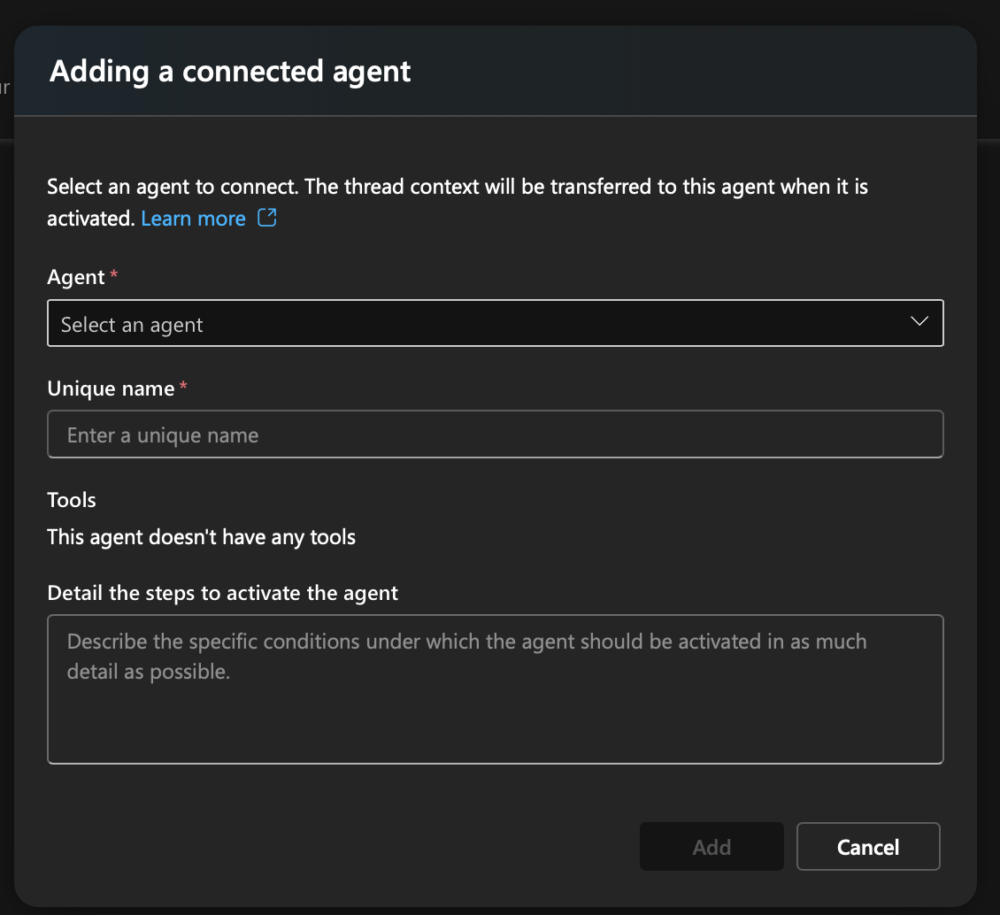 Adding a connected agent
Select an agent to connect. The thread context will be transferred to this agent when it is
activated. Learn more
Agent *
Select an agent
Unique name *
Enter a unique name
Tools
This agent doesn't have any tools
Detail the steps to activate the agent
Describe the specific conditions under which the agent should be activated in as much
detail as possible.
Add
Cancel